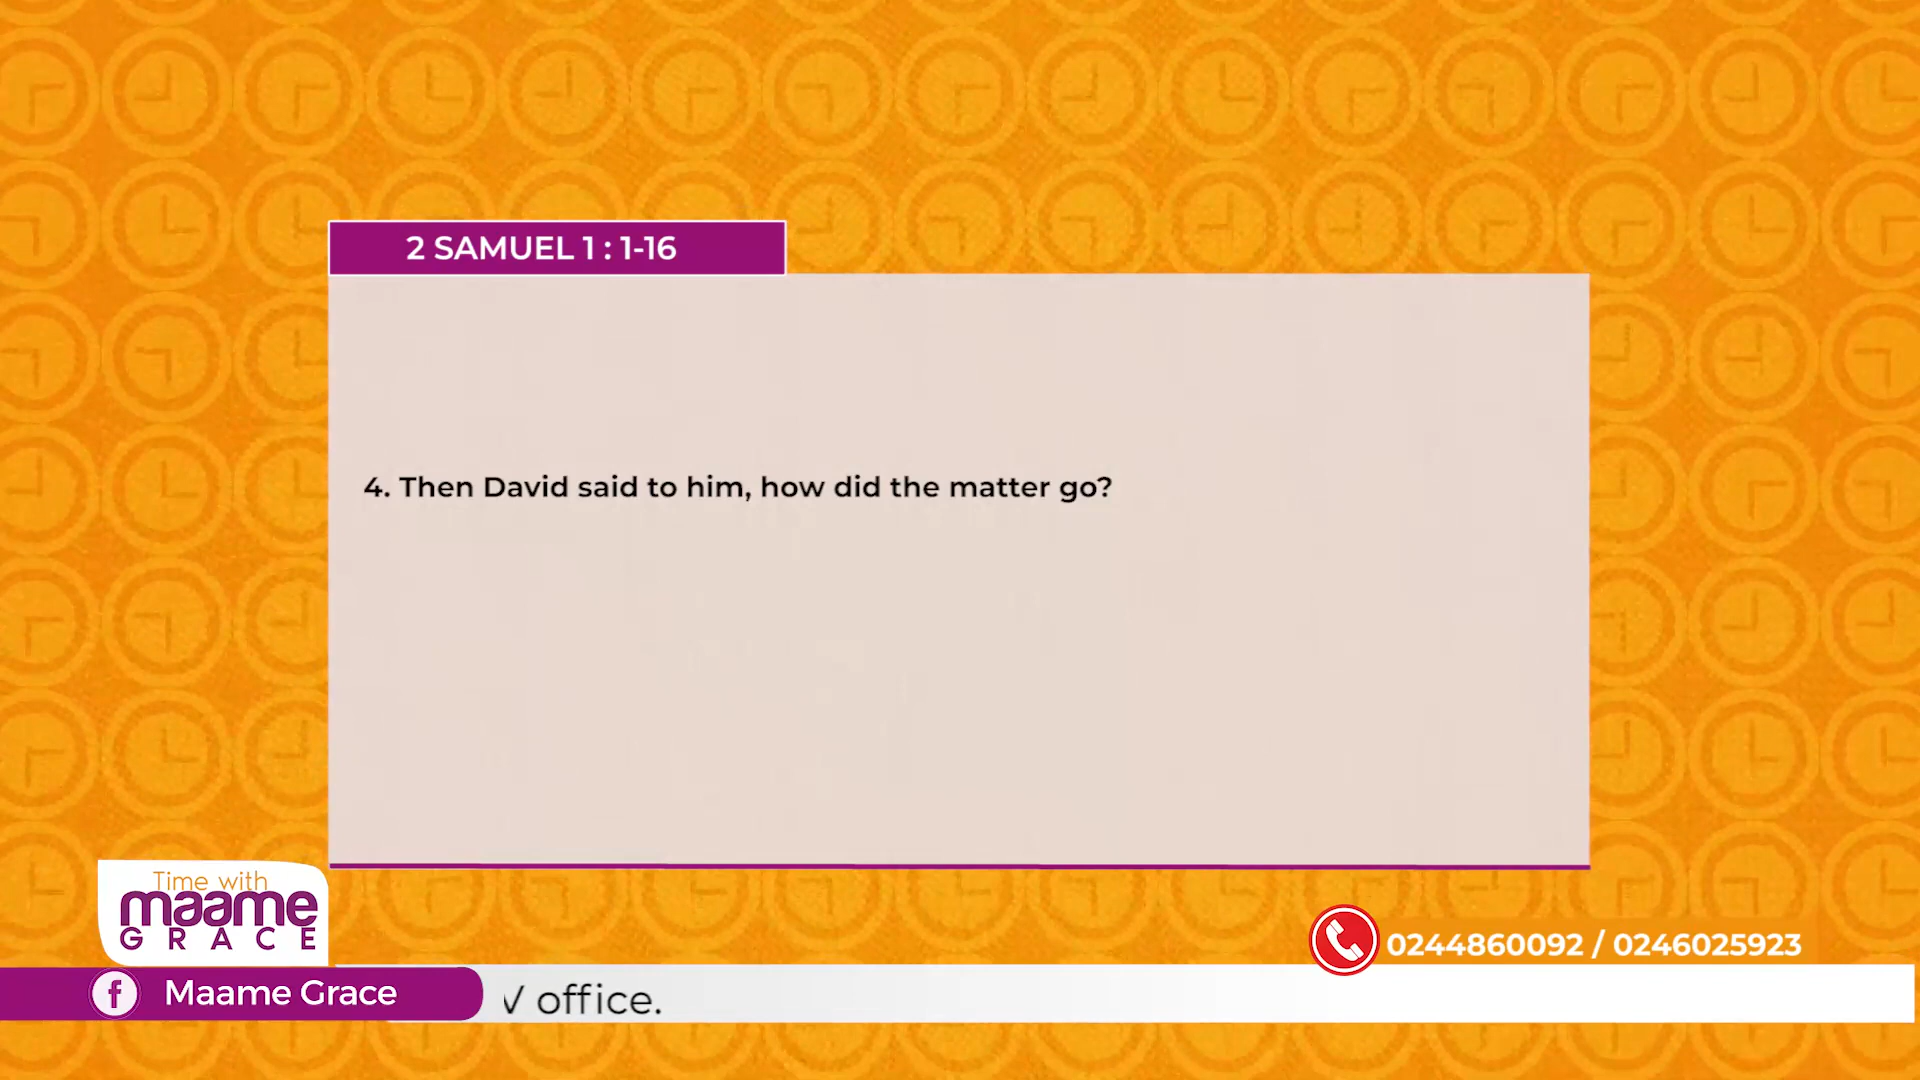 2 SAMUEL 1 : 1-16
4. Then David said to him, how did the matter go?
Time with
maame
GRACE
0244860092 / 0246025923
f Maame Grace
office.